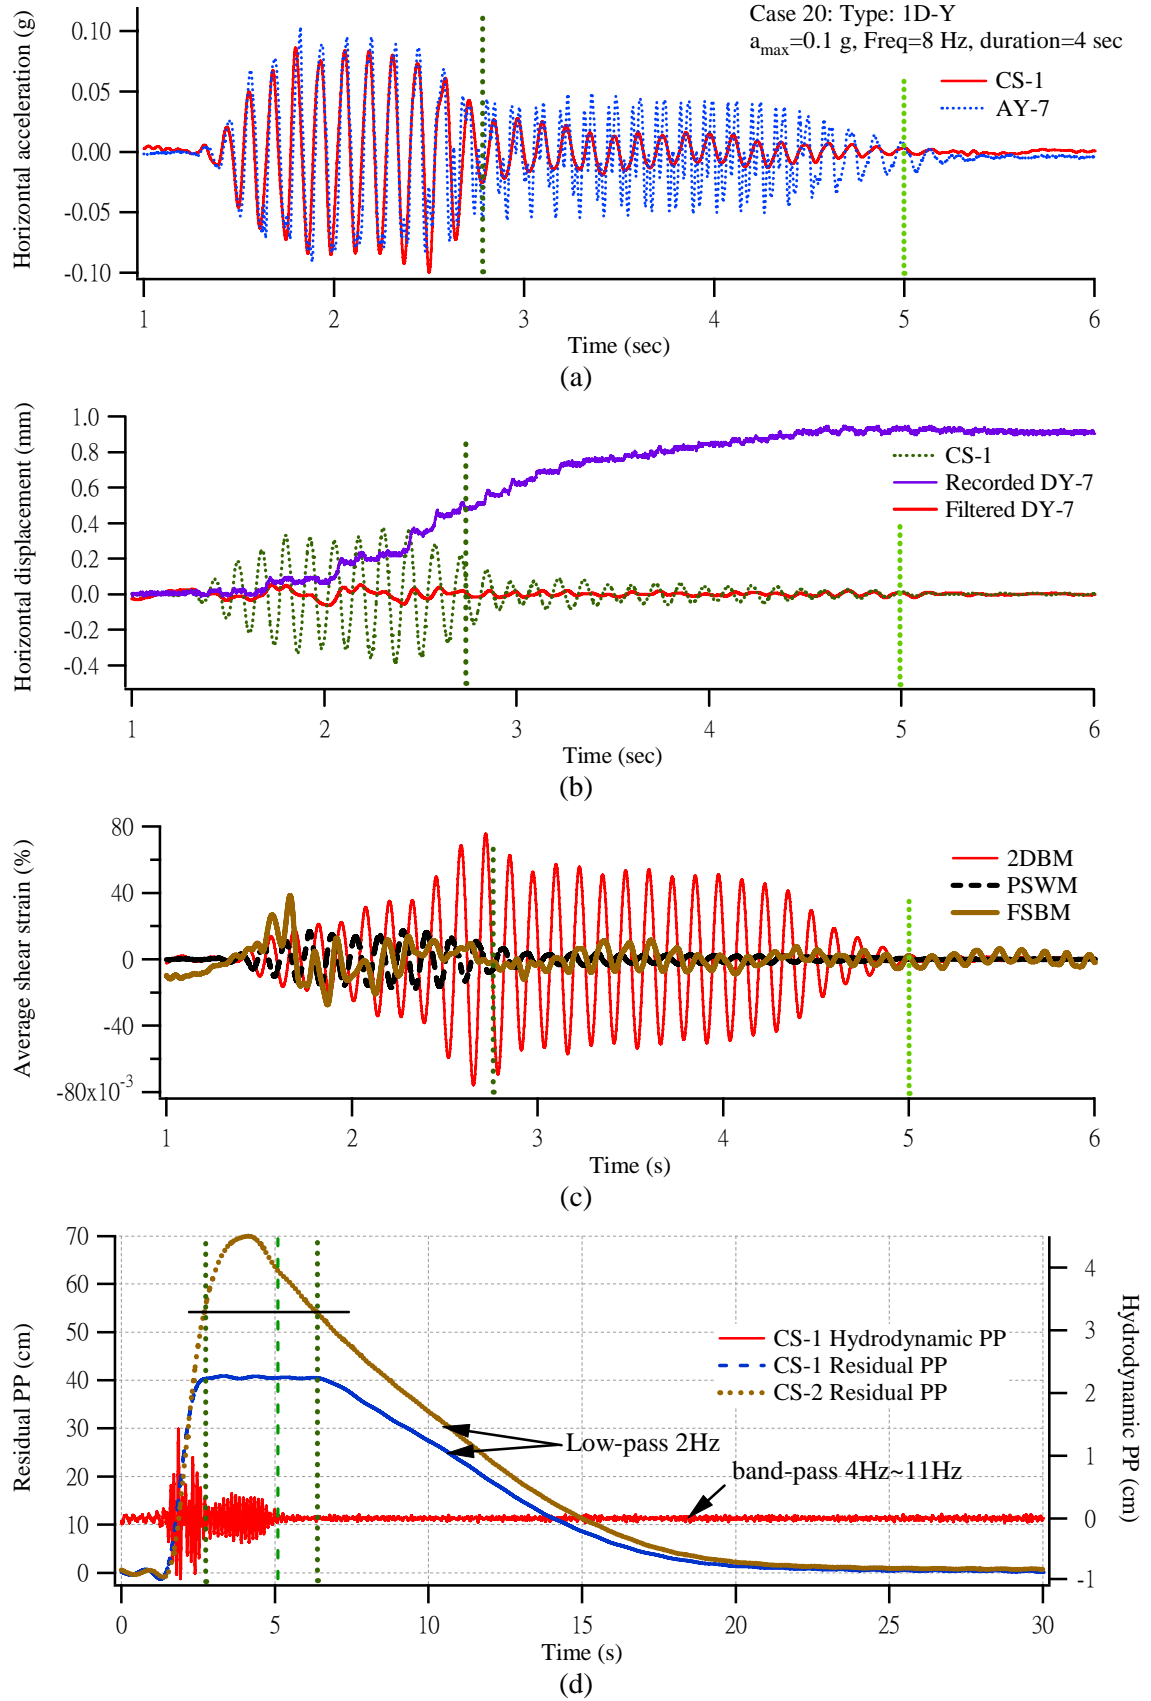 Case 20: Type: 1D-Y
a_max=0.1 g, Freq=8 Hz, duration=4 sec
Horizontal acceleration (g)
0.10
0.05
0.00
-0.05
-0.10
CS-1
AY-7
1 2 3 4 5 6
Time (sec)
(a)
Horizontal displacement (mm)
1.0
0.8
0.6
0.4
0.2
0.0
-0.2
-0.4
CS-1
Recorded DY-7
Filtered DY-7
1 2 3 4 5 6
Time (sec)
(b)
Average shear strain (%)
80
40
0
-40
-80x10⁻³
2DBM
PSWM
FSBM
1 2 3 4 5 6
Time (s)
(c)
Residual PP (cm)
70
60
50
40
30
20
10
0
CS-1 Hydrodynamic PP
CS-1 Residual PP
CS-2 Residual PP
Low-pass 2Hz
band-pass 4Hz~11Hz
4
3
2
1
0
-1
Hydrodynamic PP (cm)
0 5 10 15 20 25 30
Time (s)
(d)